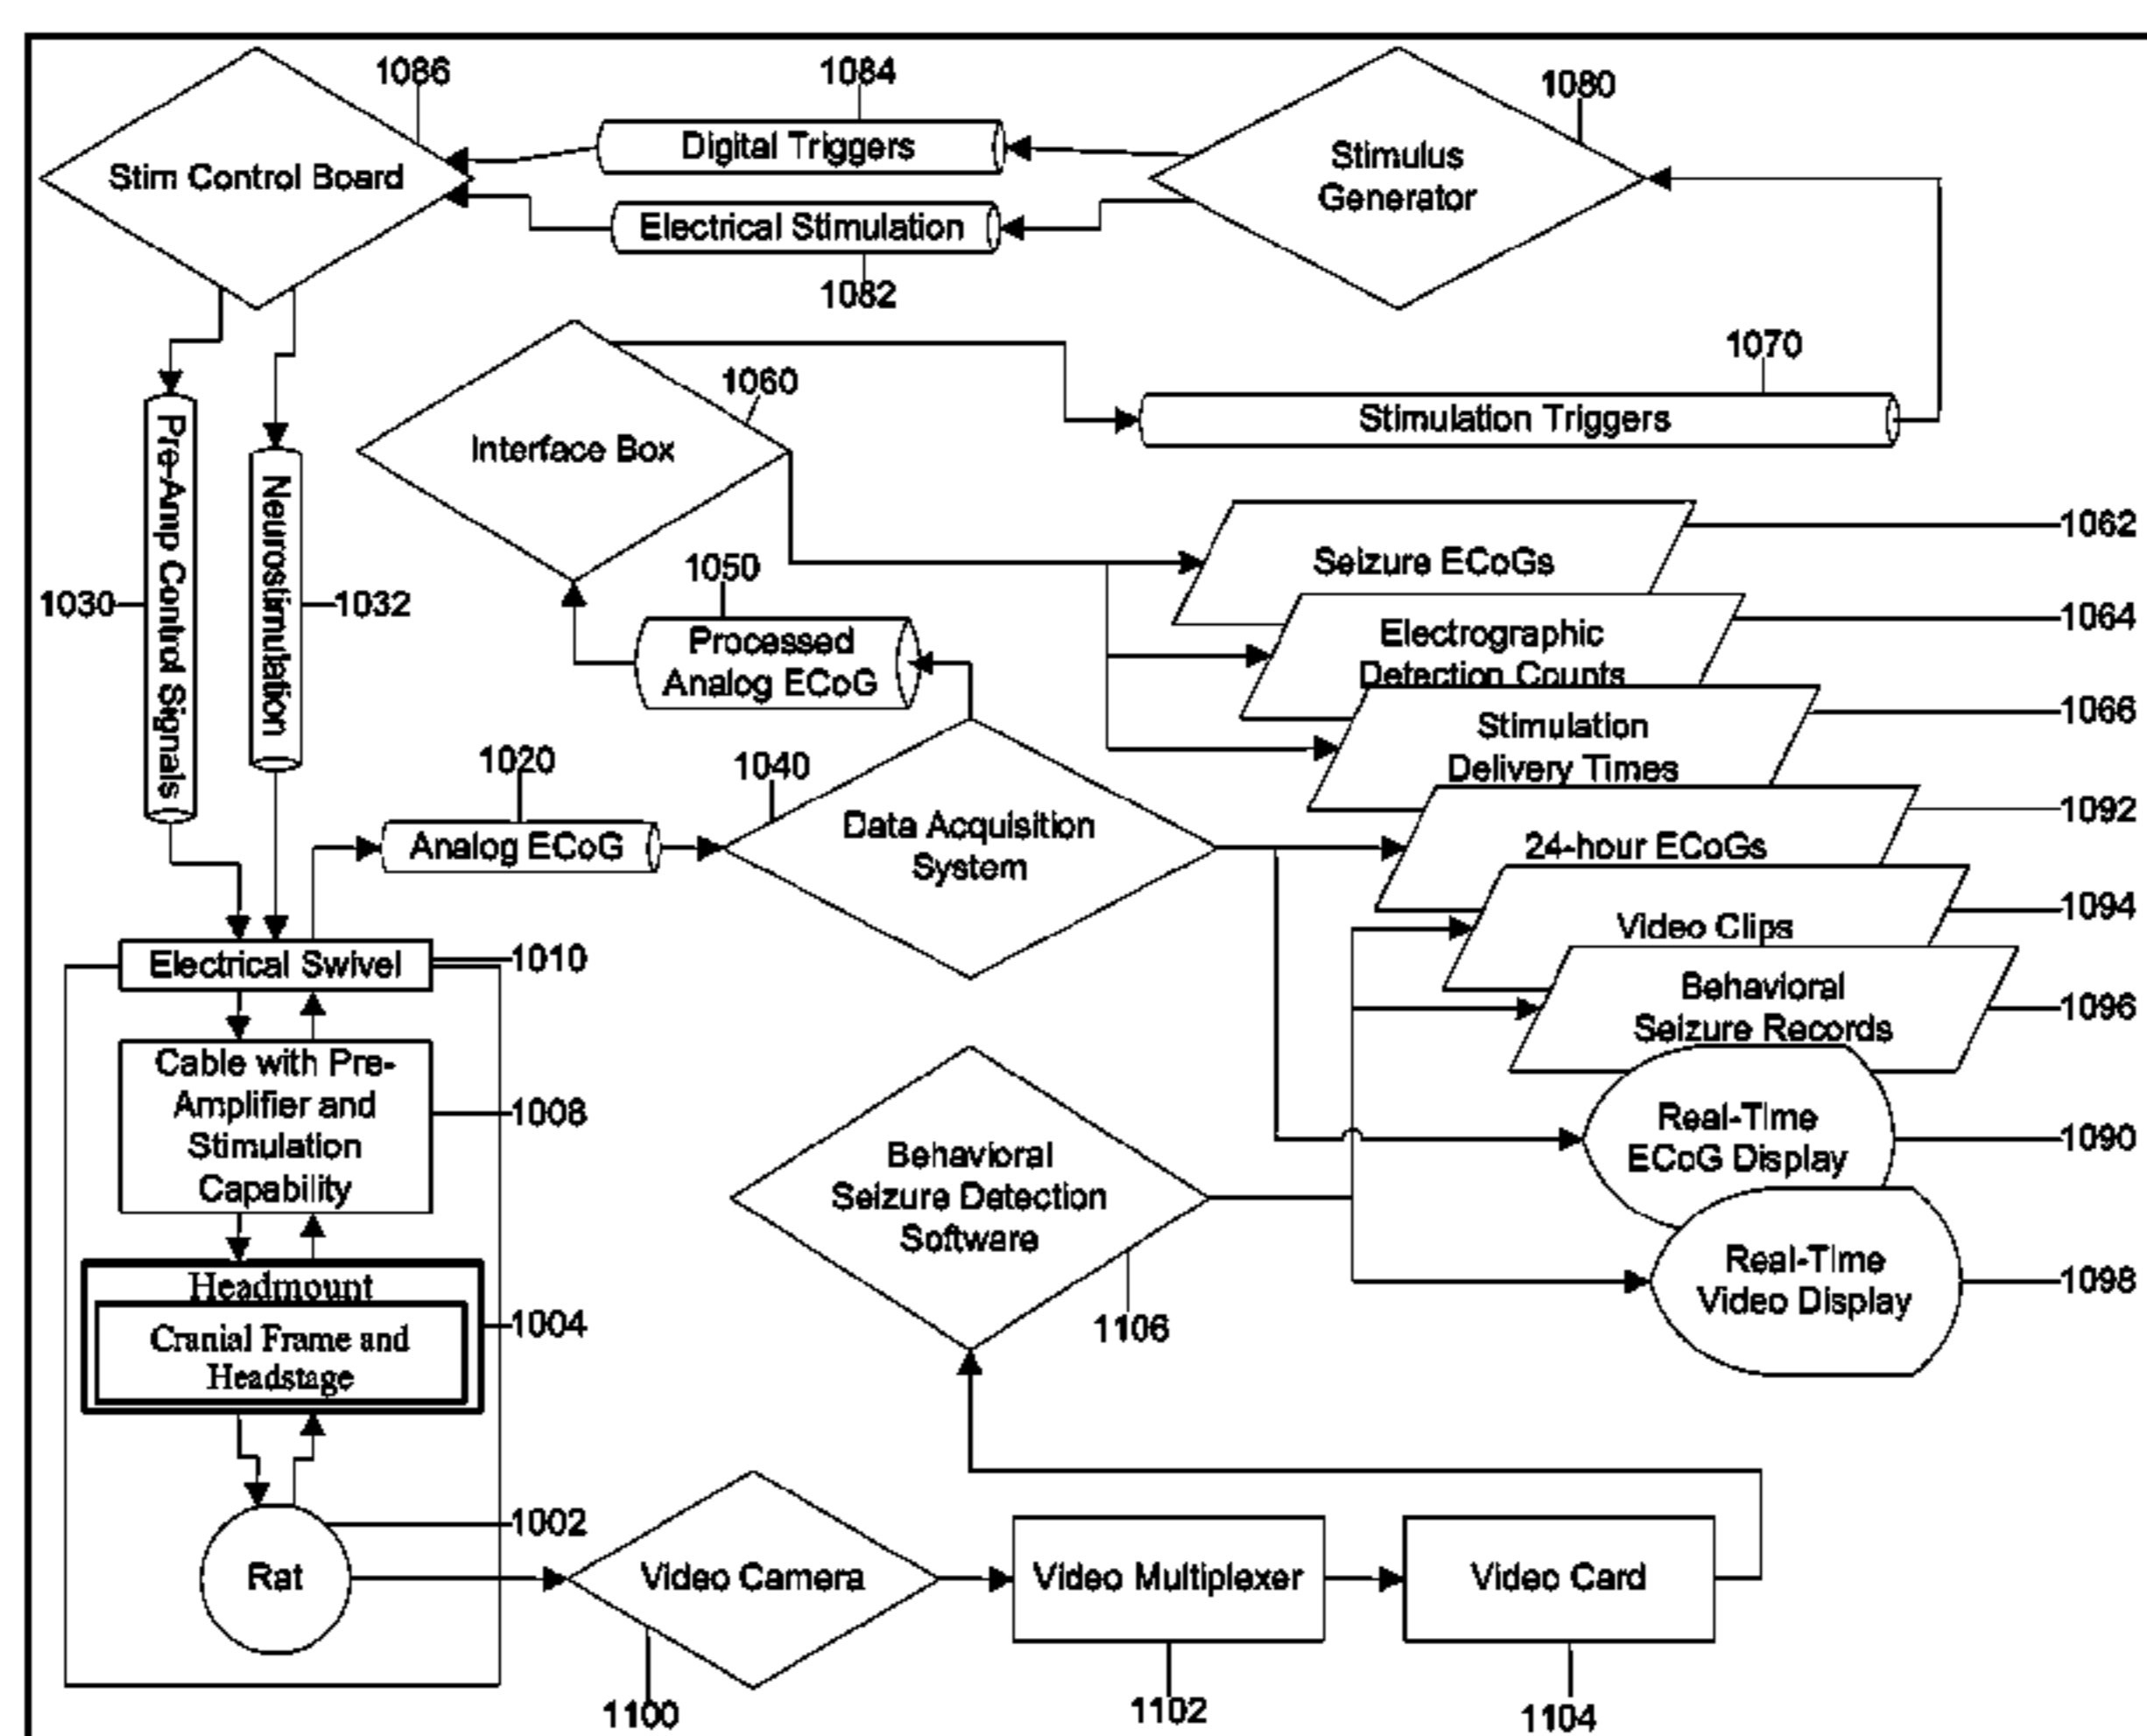 1086
1084
1080
Digital Triggers
Stimulus
Generator
Stim Control Board
Electrical Stimulation
1082
1070
1060
Stimulation Triggers
Interface Box
Pre-Amp Control Signals
Neurostimulation
1062
Seizure ECoGs
1050
1030
1032
1064
Electrographic
Detection Counts
Processed
Analog ECoG
1066
Stimulation
Delivery Times
1020
1040
1092
Analog ECoG
Data Acquisition
System
24-hour ECoGs
1094
Video Clips
Electrical Swivel
1010
Behavioral
Seizure Records
1096
Cable with Pre-
Amplifier and
Stimulation
Capability
1008
Real-Time
ECoG Display
1090
Behavioral
Seizure Detection
Software
Real-Time
Video Display
1098
Headmount
1004
Cranial Frame and
Headstage
1106
1002
Rat
Video Camera
Video Multiplexer
Video Card
1100
1102
1104